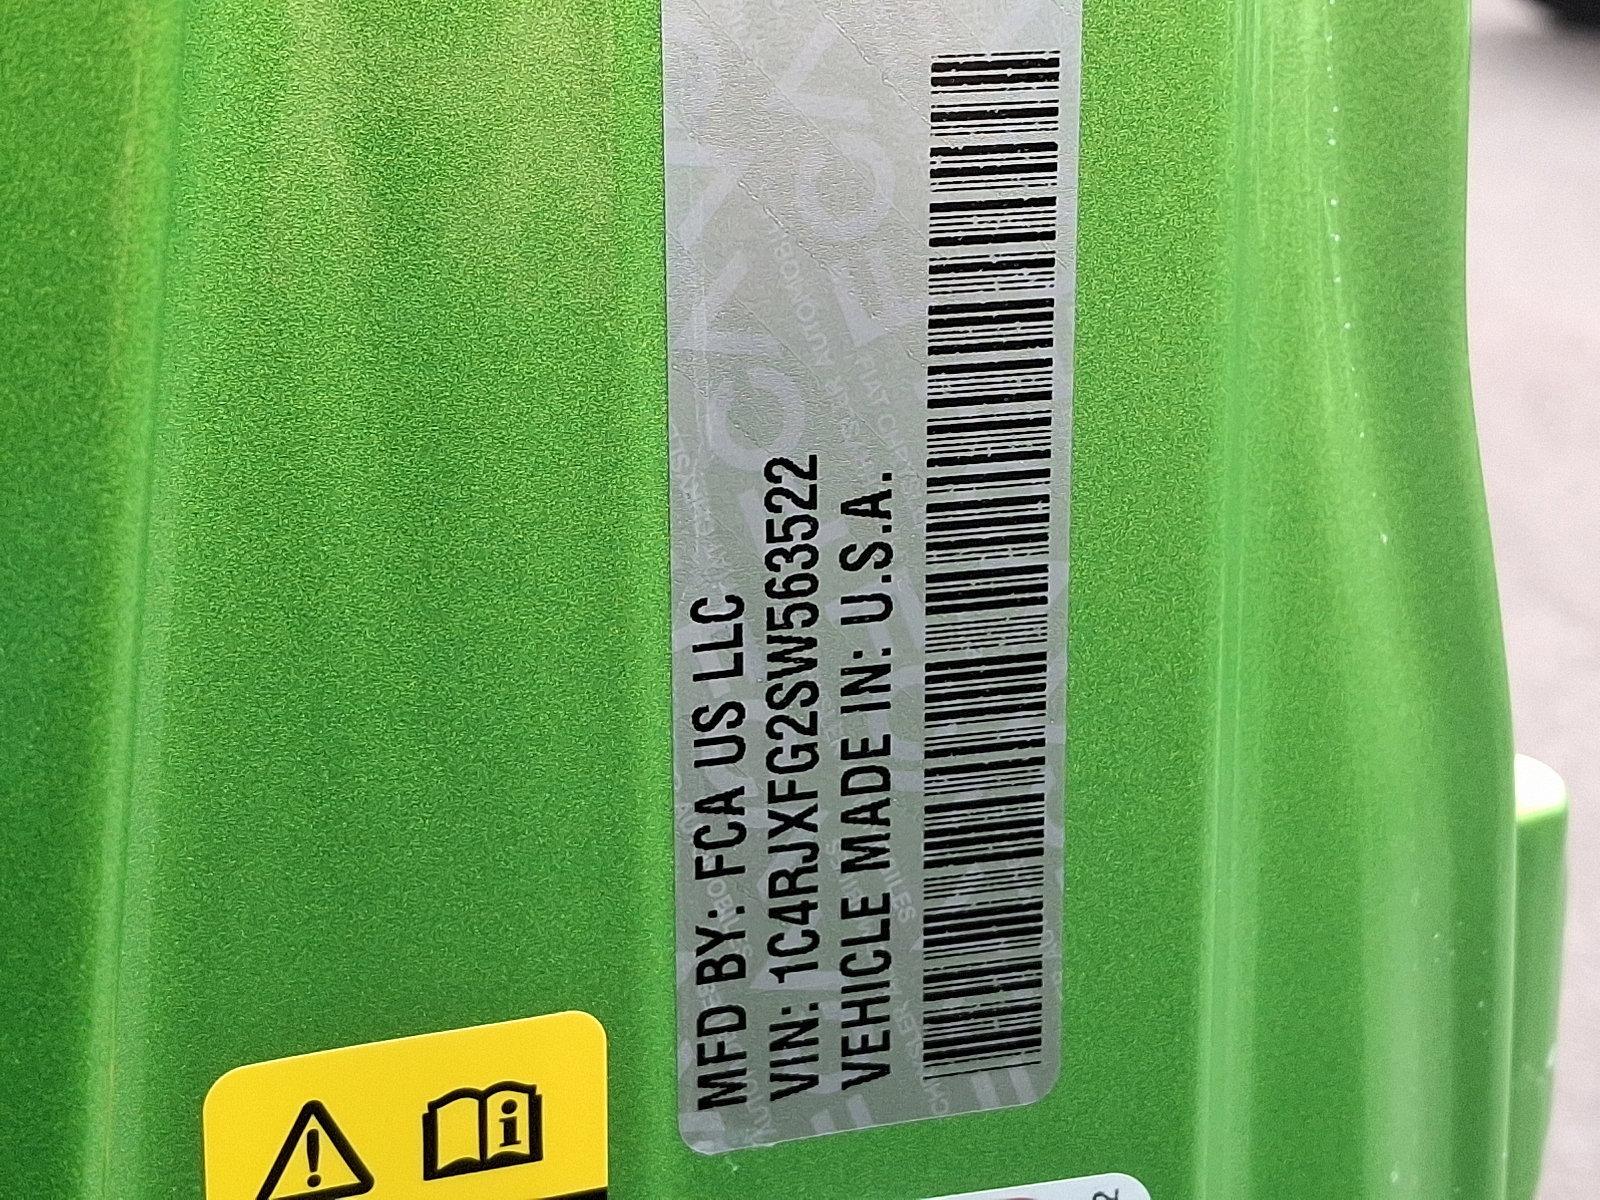 MFD BY: FCA US LLC
VIN: 1C4RJXFG2SW563522
VEHICLE MADE IN: U.S.A.